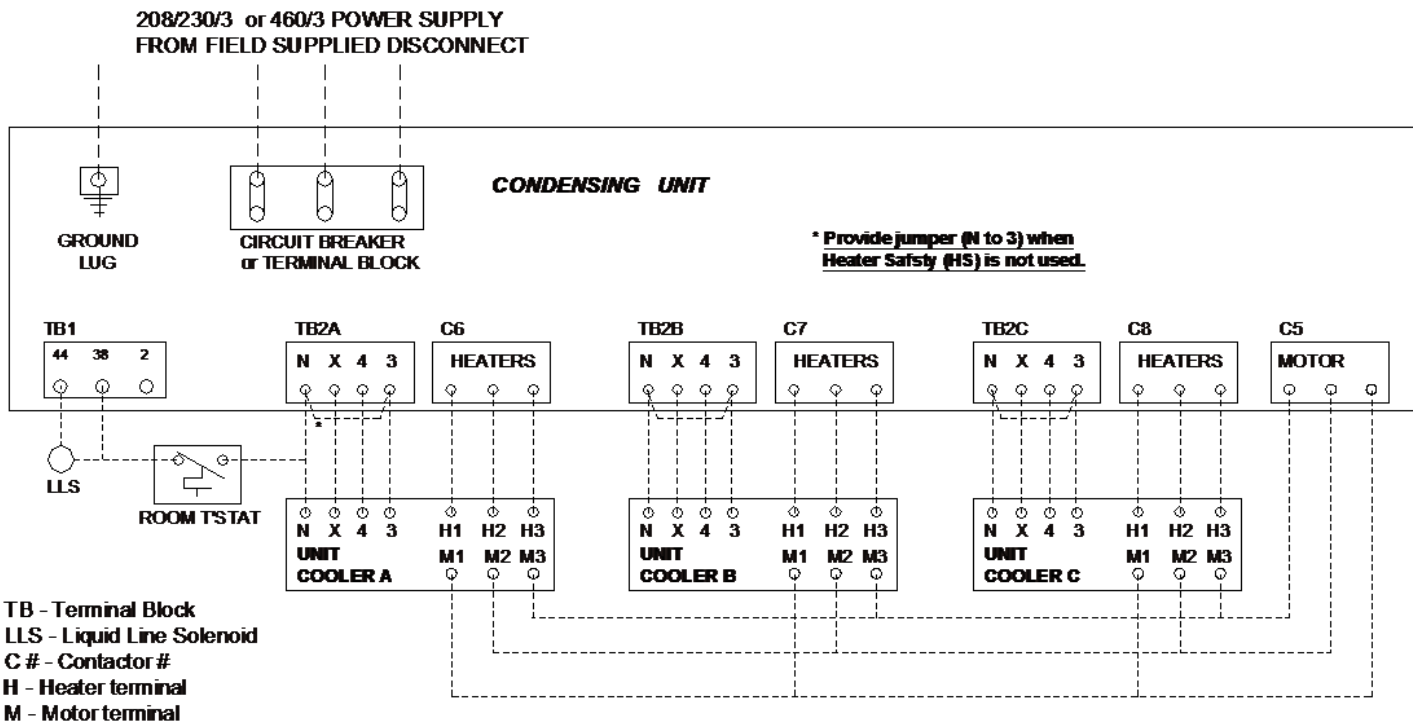 208/230/3 or 460/3 POWER SUPPLY
FROM FIELD SUPPLIED DISCONNECT
CONDENSING UNIT
GROUND
LUG
CIRCUIT BREAKER
or TERMINAL BLOCK
* Provide jumper (N to 3) when
Heater Safsty (HS) is not used.
TB1
44 38 2
TB2A
N X 4 3
C6
HEATERS
TB2B
N X 4 3
C7
HEATERS
TB2C
N X 4 3
C8
HEATERS
C5
MOTOR
*
LLS
ROOM T'STAT
N X 4 3 H1 H2 H3
UNIT M1 M2 M3
COOLER A
N X 4 3 H1 H2 H3
UNIT M1 M2 M3
COOLER B
N X 4 3 H1 H2 H3
UNIT M1 M2 M3
COOLER C
TB - Terminal Block
LLS - Liquid Line Solenoid
C # - Contactor #
H - Heater terminal
M - Motor terminal